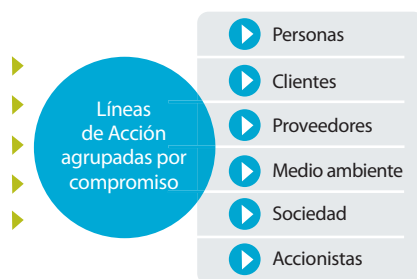 Líneas
de Acción
agrupadas por
compromiso
Personas
Clientes
Proveedores
Medio ambiente
Sociedad
Accionistas